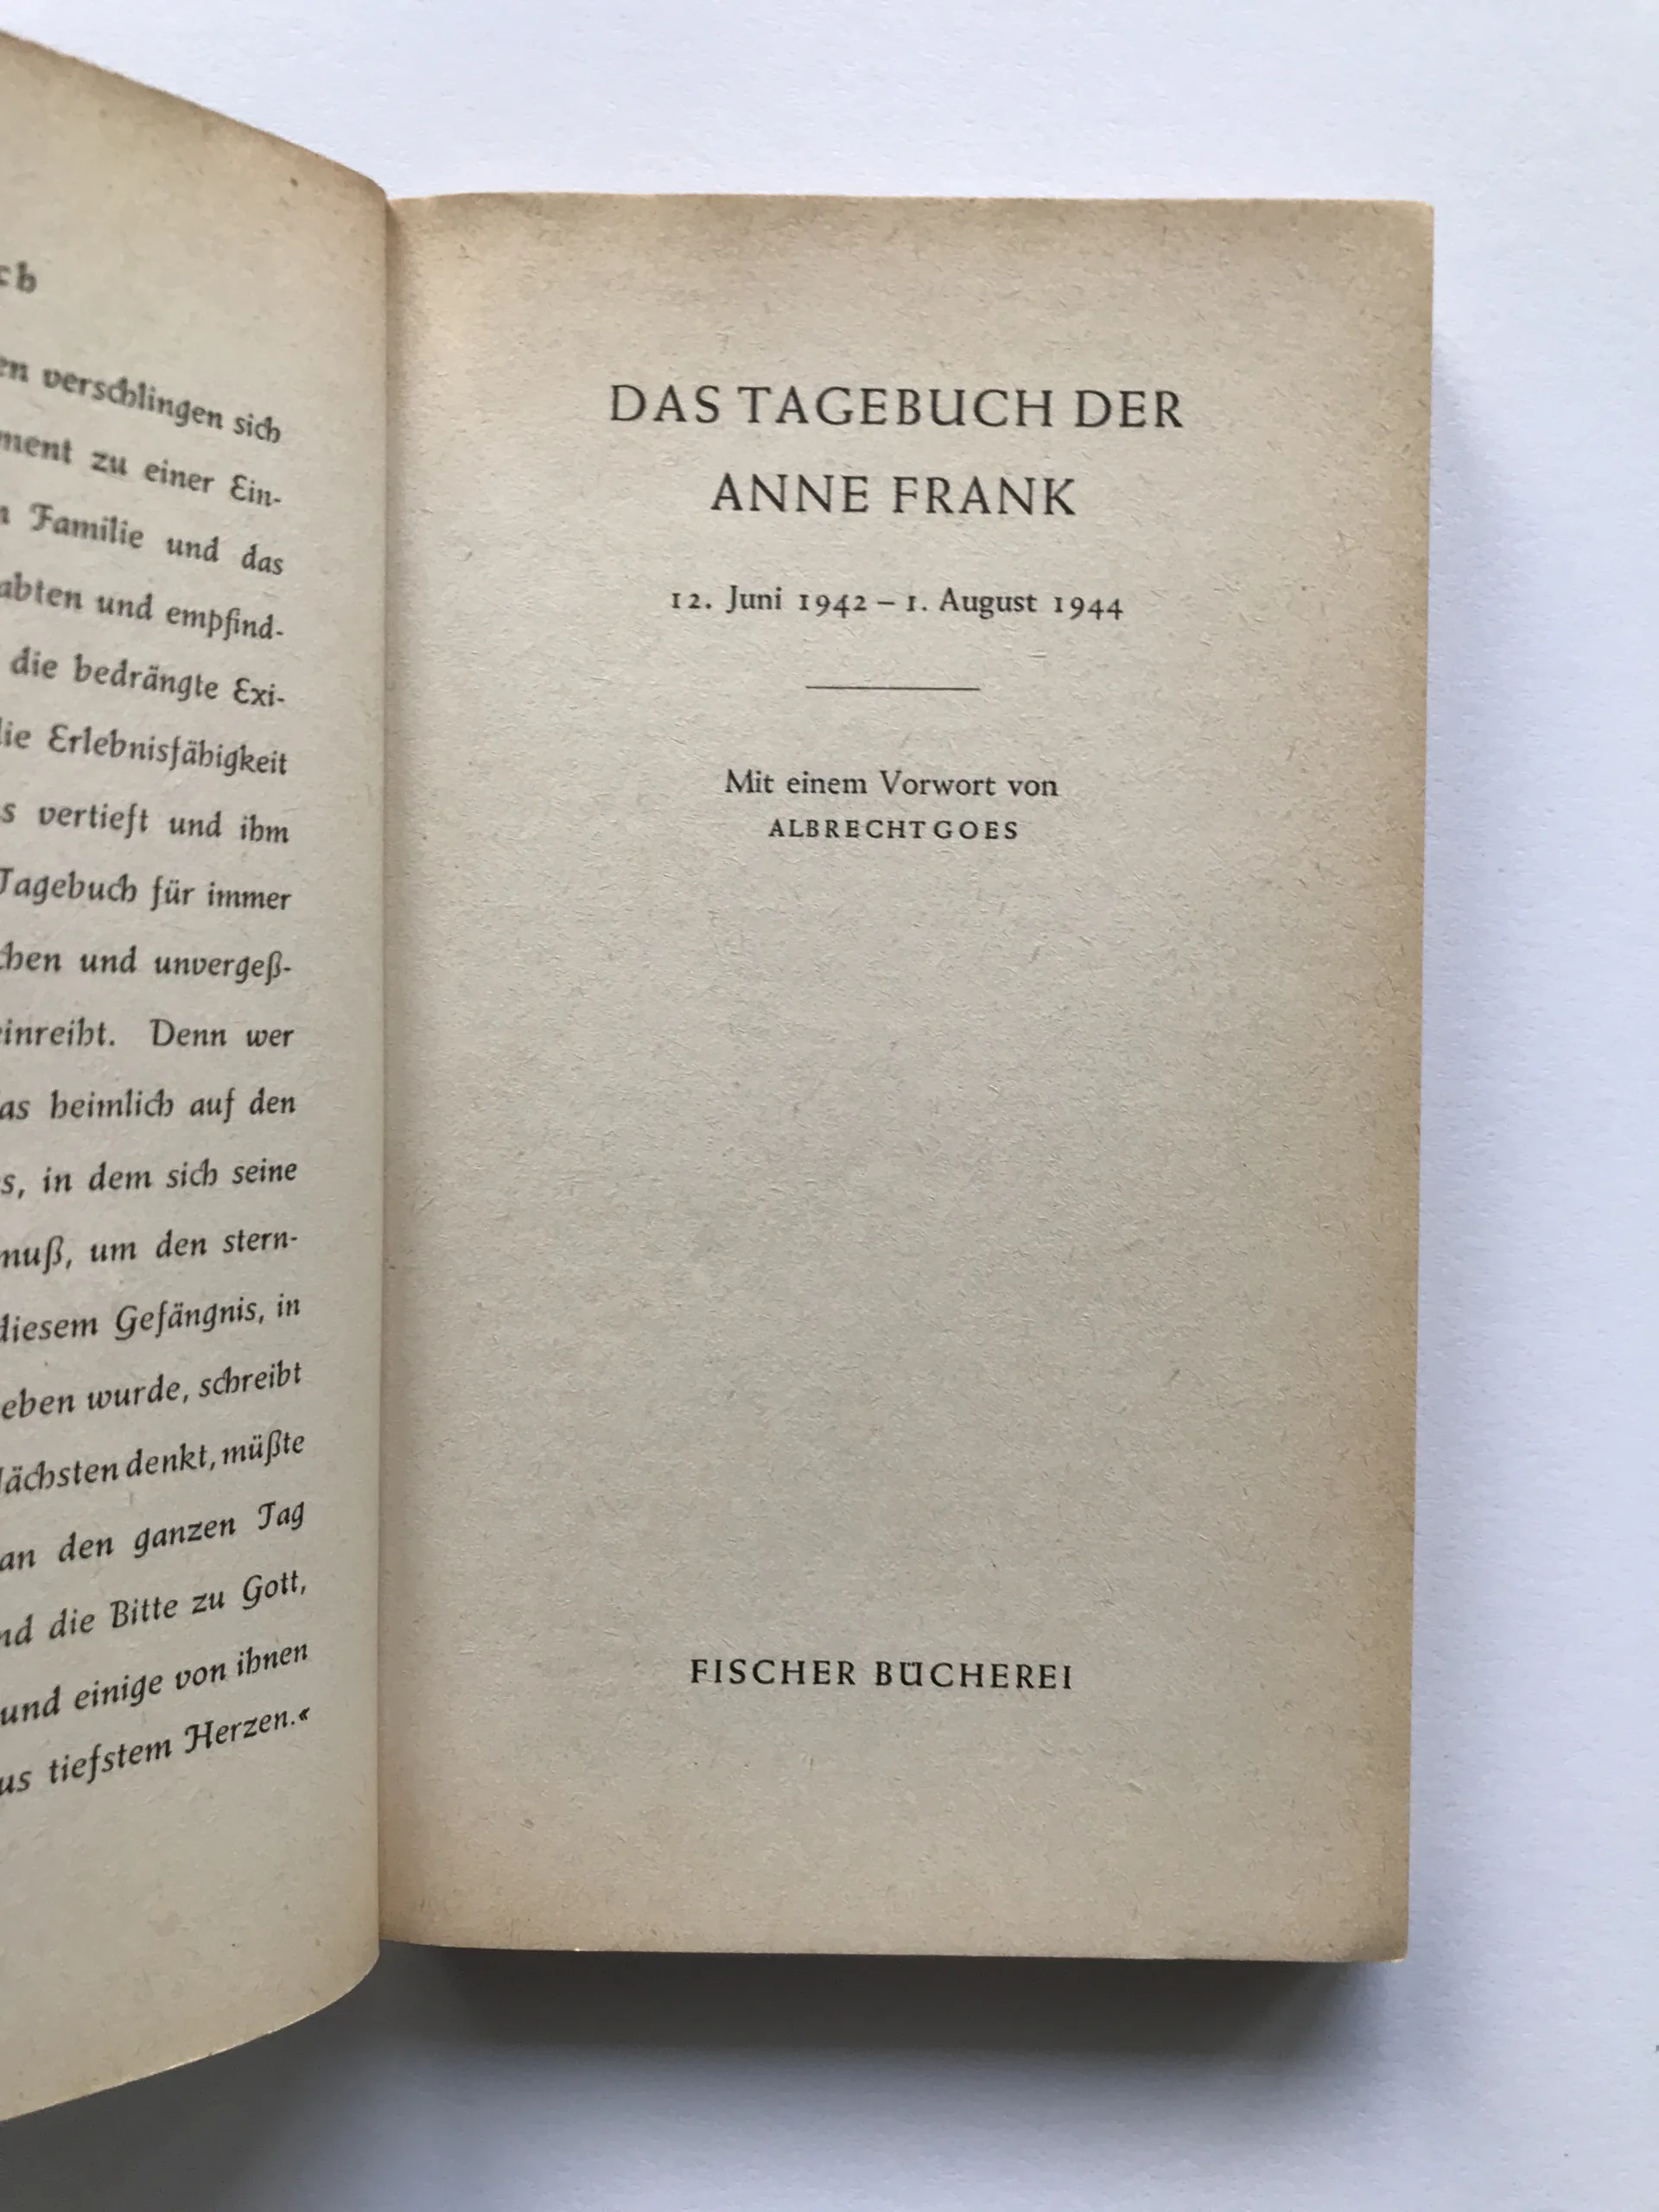 verschlingen sich
zu einer Ein-
Familie und das
und empfind-
die bedrängte Exi-
Erlebnisfähigkeit
vertieft und ihm
Tagebuch für immer
und unvergeß-
Denn wer
heimlich auf den
in dem sich seine
um den stern-
diesem Gefängnis, in
wurde, schreibt
denkt, müßte
an den ganzen Tag
die Bitte zu Gott,
und einige von ihnen
tiefstem Herzen.«
DAS TAGEBUCH DER
ANNE FRANK
12. Juni 1942 – 1. August 1944
Mit einem Vorwort von
ALBRECHT GOES
FISCHER BÜCHEREI